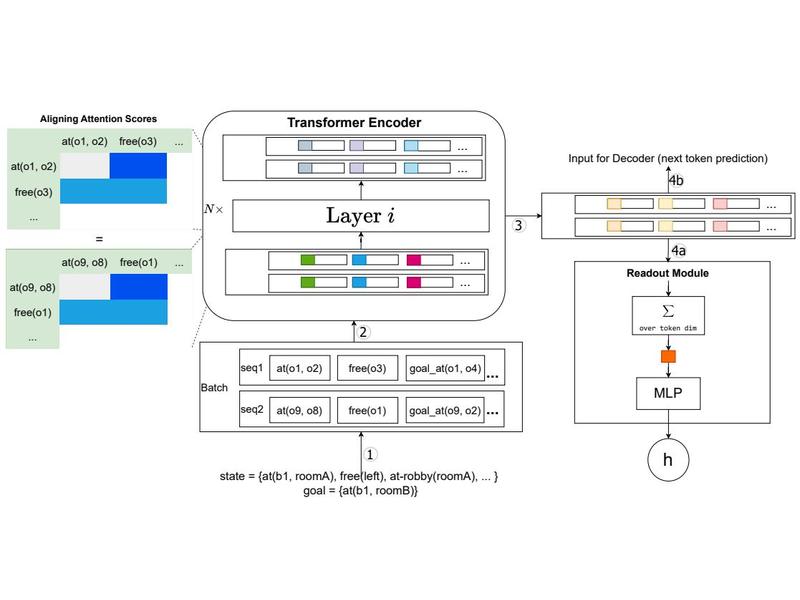 Aligning Attention Scores
at(o1, o2) free(o3) ...
at(o1, o2)
free(o3)
...
=
at(o9, o8) free(o1) ...
at(o9, o8)
free(o1)
...
Transformer Encoder
...
...
N×
Layer i
...
...
2
Batch
seq1 at(o1, o2) free(o3) goal_at(o1, o4) ...
seq2 at(o9, o8) free(o1) goal_at(o9, o2) ...
1
state = {at(b1, roomA), free(left), at-robby(roomA), ... }
goal = {at(b1, roomB)}
3
Input for Decoder (next token prediction)
4b
...
...
4a
Readout Module
Σ
over token dim
MLP
h